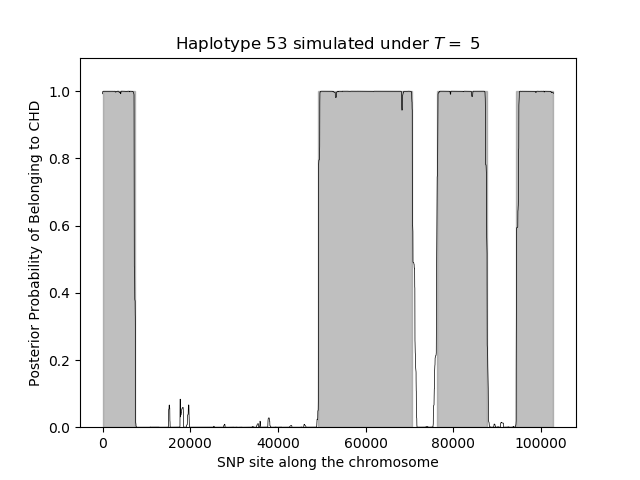 Haplotype 53 simulated under T = 5
Posterior Probability of Belonging to CHD
1.0
0.8
0.6
0.4
0.2
0.0
0 20000 40000 60000 80000 100000
SNP site along the chromosome